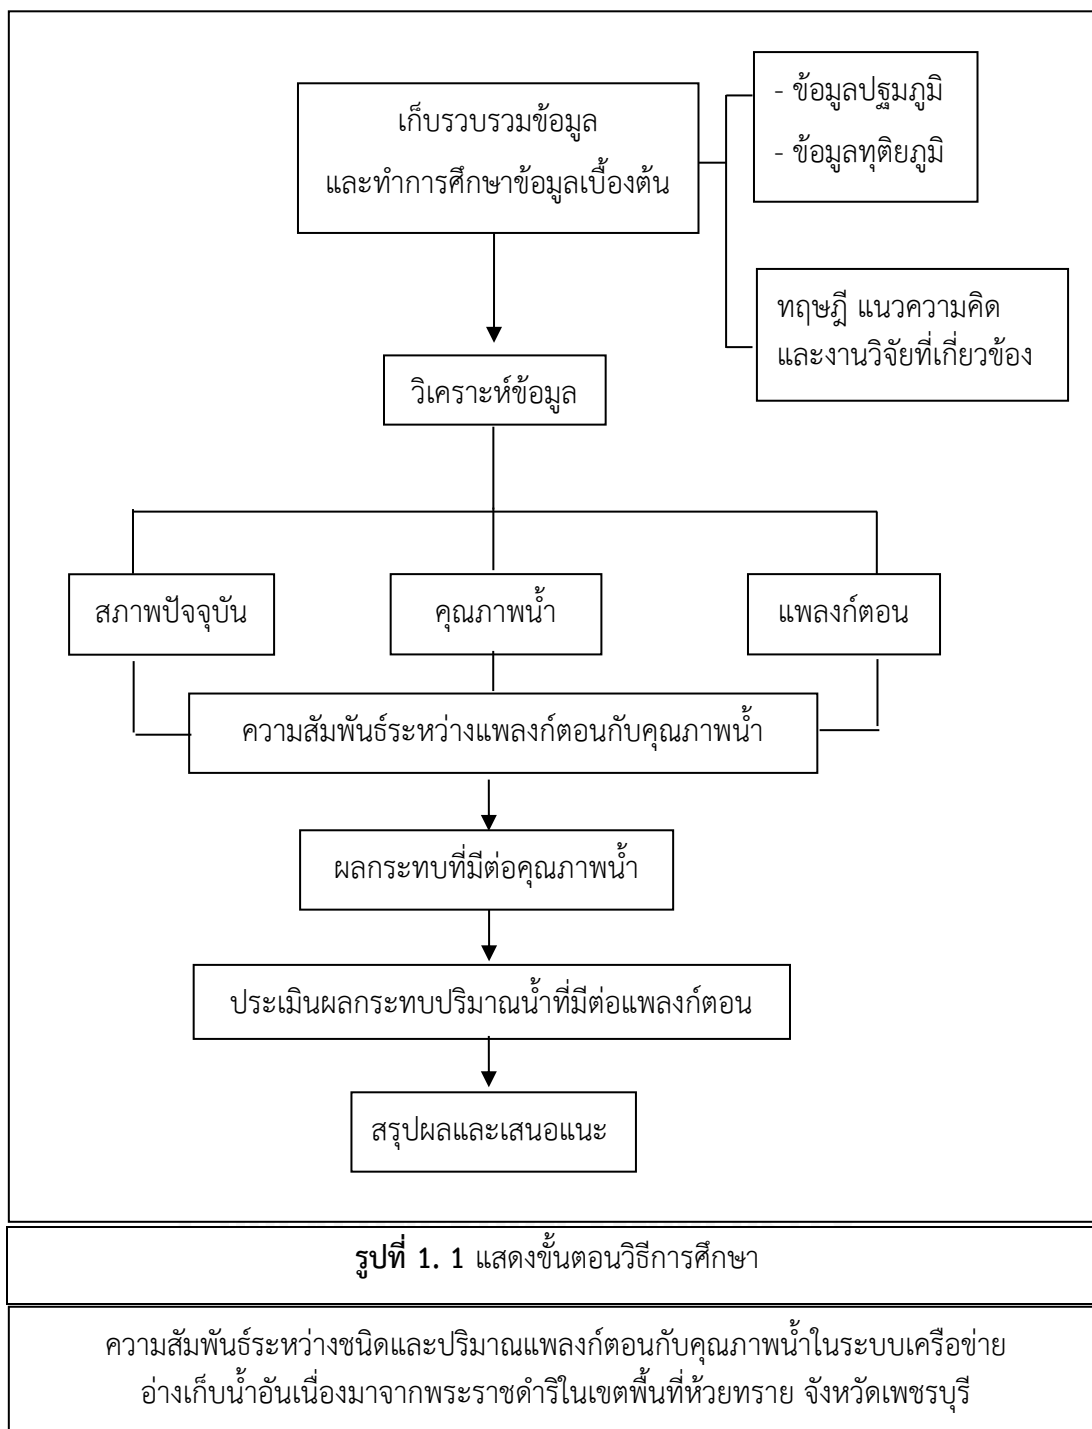 เก็บรวบรวมข้อมูล
และทำการศึกษาข้อมูลเบื้องต้น
- ข้อมูลปฐมภูมิ
- ข้อมูลทุติยภูมิ
ทฤษฎี แนวความคิด
และงานวิจัยที่เกี่ยวข้อง
วิเคราะห์ข้อมูล
สภาพปัจจุบัน
คุณภาพน้ำ
แพลงก์ตอน
ความสัมพันธ์ระหว่างแพลงก์ตอนกับคุณภาพน้ำ
ผลกระทบที่มีต่อคุณภาพน้ำ
ประเมินผลกระทบปริมาณน้ำที่มีต่อแพลงก์ตอน
สรุปผลและเสนอแนะ
รูปที่ 1. 1 แสดงขั้นตอนวิธีการศึกษา
ความสัมพันธ์ระหว่างชนิดและปริมาณแพลงก์ตอนกับคุณภาพน้ำในระบบเครือข่าย
อ่างเก็บน้ำอันเนื่องมาจากพระราชดำริในเขตพื้นที่ห้วยทราย จังหวัดเพชรบุรี